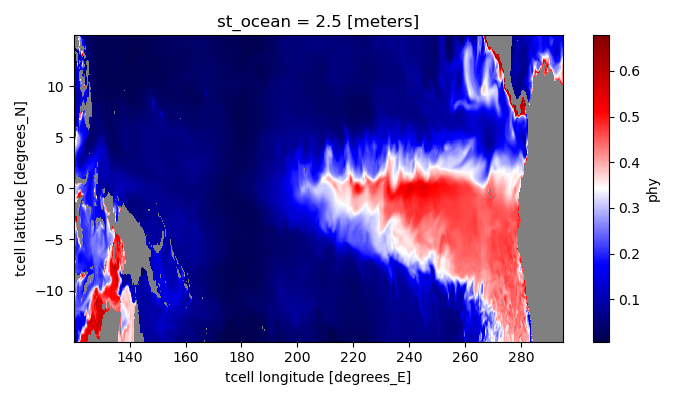 st_ocean = 2.5 [meters]
10
5
0
−5
−10
tcell latitude [degrees_N]
140 160 180 200 220 240 260 280
tcell longitude [degrees_E]
0.6
0.5
0.4
0.3
0.2
0.1
phy